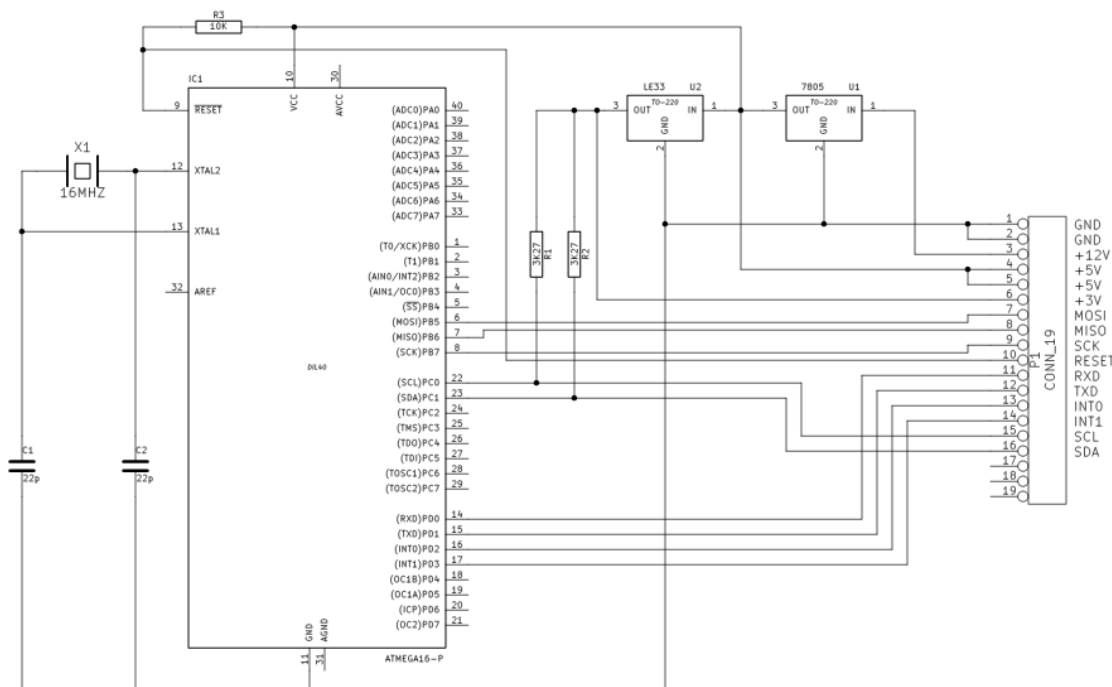 R3
10K
IC1
10
VCC
30
AVCC
9
RESET
X1
16MHZ
12
XTAL2
13
XTAL1
32
AREF
DIL40
(ADC0)PA0 40
(ADC1)PA1 39
(ADC2)PA2 38
(ADC3)PA3 37
(ADC4)PA4 36
(ADC5)PA5 35
(ADC6)PA6 34
(ADC7)PA7 33
(T0/XCK)PB0 1
(T1)PB1 2
(AIN0/INT2)PB2 3
(AIN1/OC0)PB3 4
(SS)PB4 5
(MOSI)PB5 6
(MISO)PB6 7
(SCK)PB7 8
(SCL)PC0 22
(SDA)PC1 23
(TCK)PC2 24
(TMS)PC3 25
(TDO)PC4 26
(TDI)PC5 27
(TOSC1)PC6 28
(TOSC2)PC7 29
(RXD)PD0 14
(TXD)PD1 15
(INT0)PD2 16
(INT1)PD3 17
(OC1B)PD4 18
(OC1A)PD5 19
(ICP)PD6 20
(OC2)PD7 21
GND
11
AGND
31
ATMEGA16-P
C1
22p
C2
22p
LE33 U2
3 OUT TO-220 IN 1
GND
2
7805 U1
3 OUT TO-220 IN 1
GND
2
3K27
R1
3K27
R2
1 GND
2 GND
3 +12V
4 +5V
5 +5V
6 +3V
7 MOSI
8 MISO
9 SCK
10 RESET
11 RXD
12 TXD
13 INT0
14 INT1
15 SCL
16 SDA
17
18
19
P1
CONN_19